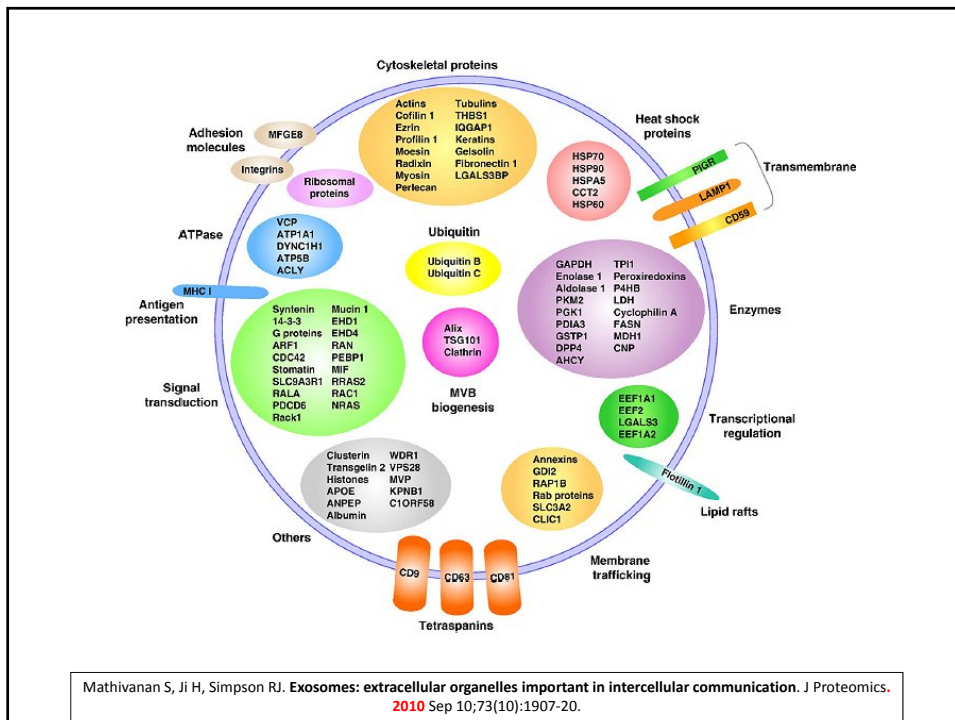 Cytoskeletal proteins
Actins Tubulins
Cofilin 1 THBS1
Ezrin IQGAP1
Profilin 1 Keratins
Moesin Gelsolin
Radixin Fibronectin 1
Myosin LGALS3BP
Perlecan
Adhesion
molecules
MFGE8
Integrins
Ribosomal
proteins
Heat shock
proteins
HSP70
HSP90
HSPA5
CCT2
HSP60
PIGR
LAMP1
CD59
Transmembrane
ATPase
VCP
ATP1A1
DYNC1H1
ATP5B
ACLY
Ubiquitin
Ubiquitin B
Ubiquitin C
GAPDH TPI1
Enolase 1 Peroxiredoxins
Aldolase 1 P4HB
PKM2 LDH
PGK1 Cyclophilin A
PDIA3 FASN
GSTP1 MDH1
DPP4 CNP
AHCY
Enzymes
MHC I
Antigen
presentation
Syntenin Mucin 1
14-3-3 EHD1
G proteins EHD4
ARF1 RAN
CDC42 PEBP1
Stomatin MIF
SLC9A3R1 RRAS2
RALA RAC1
PDCD6 NRAS
Rack1
Signal
transduction
Alix
TSG101
Clathrin
MVB
biogenesis
EEF1A1
EEF2
LGALS3
EEF1A2
Transcriptional
regulation
Flotillin 1
Lipid rafts
Clusterin WDR1
Transgelin 2 VPS28
Histones MVP
APOE KPNB1
ANPEP C1ORF58
Albumin
Others
Annexins
GDI2
RAP1B
Rab proteins
SLC3A2
CLIC1
Membrane
trafficking
CD9 CD63 CD81
Tetraspanins
Mathivanan S, Ji H, Simpson RJ. Exosomes: extracellular organelles important in intercellular communication. J Proteomics.
2010 Sep 10;73(10):1907-20.